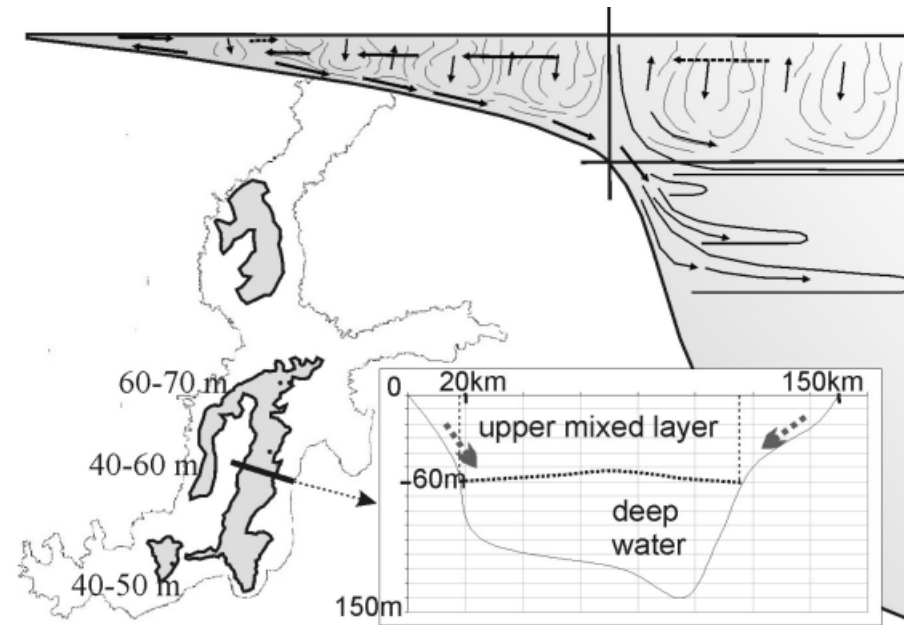 60-70 m
40-60 m
40-50 m
0 20km 150km
upper mixed layer
-60m
deep
water
150m